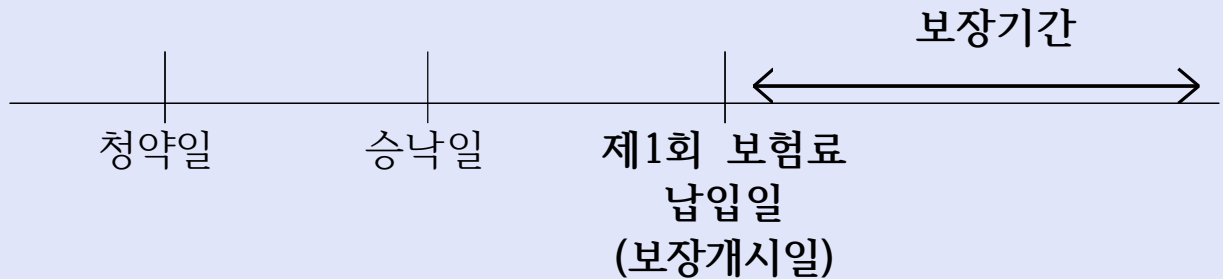 보장기간
청약일
승낙일
제1회 보험료
납입일
(보장개시일)